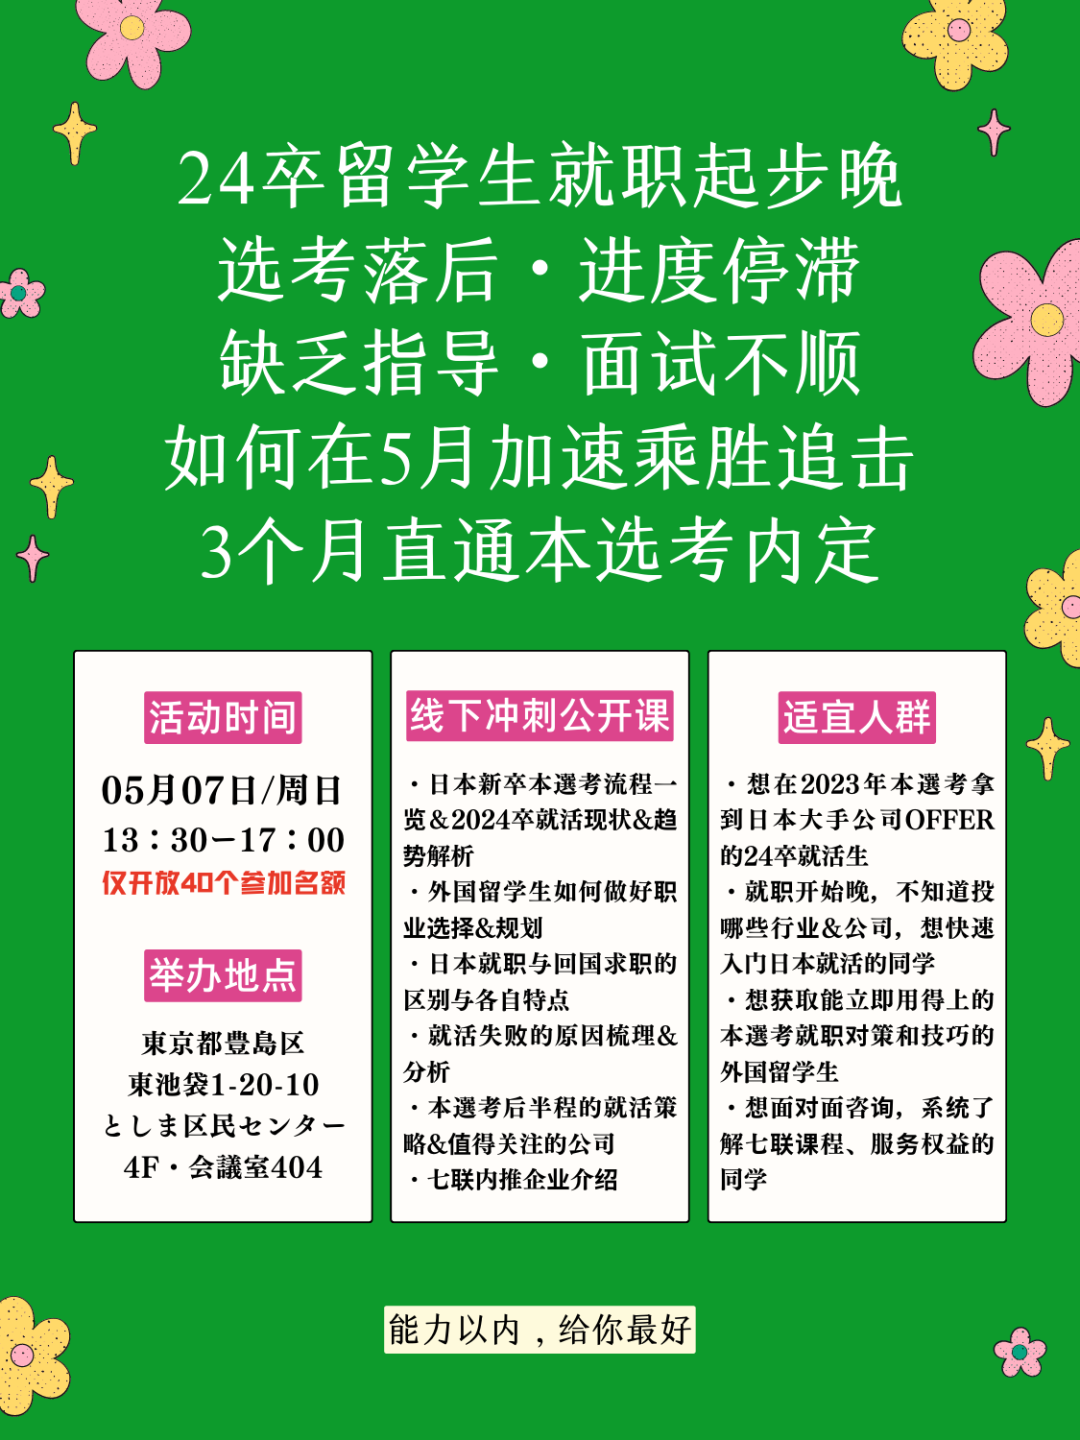 24卒留学生就职起步晚
选考落后·进度停滞
缺乏指导·面试不顺
如何在5月加速乘胜追击
3个月直通本选考内定
活动时间
05月07日/周日
13：30—17：00
仅开放40个参加名额
举办地点
東京都豊島区
東池袋1-20-10
としま区民センター
4F・会議室404
线下冲刺公开课
·日本新卒本選考流程一
览&2024卒就活现状&趋
势解析
·外国留学生如何做好职
业选择&规划
·日本就职与回国求职的
区别与各自特点
·就活失败的原因梳理&
分析
·本選考后半程的就活策
略&值得关注的公司
·七联内推企业介绍
适宜人群
·想在2023年本選考拿
到日本大手公司OFFER
的24卒就活生
·就职开始晚，不知道投
哪些行业&公司，想快速
入门日本就活的同学
·想获取能立即用得上的
本選考就职对策和技巧的
外国留学生
·想面对面咨询，系统了
解七联课程、服务权益的
同学
能力以内，给你最好